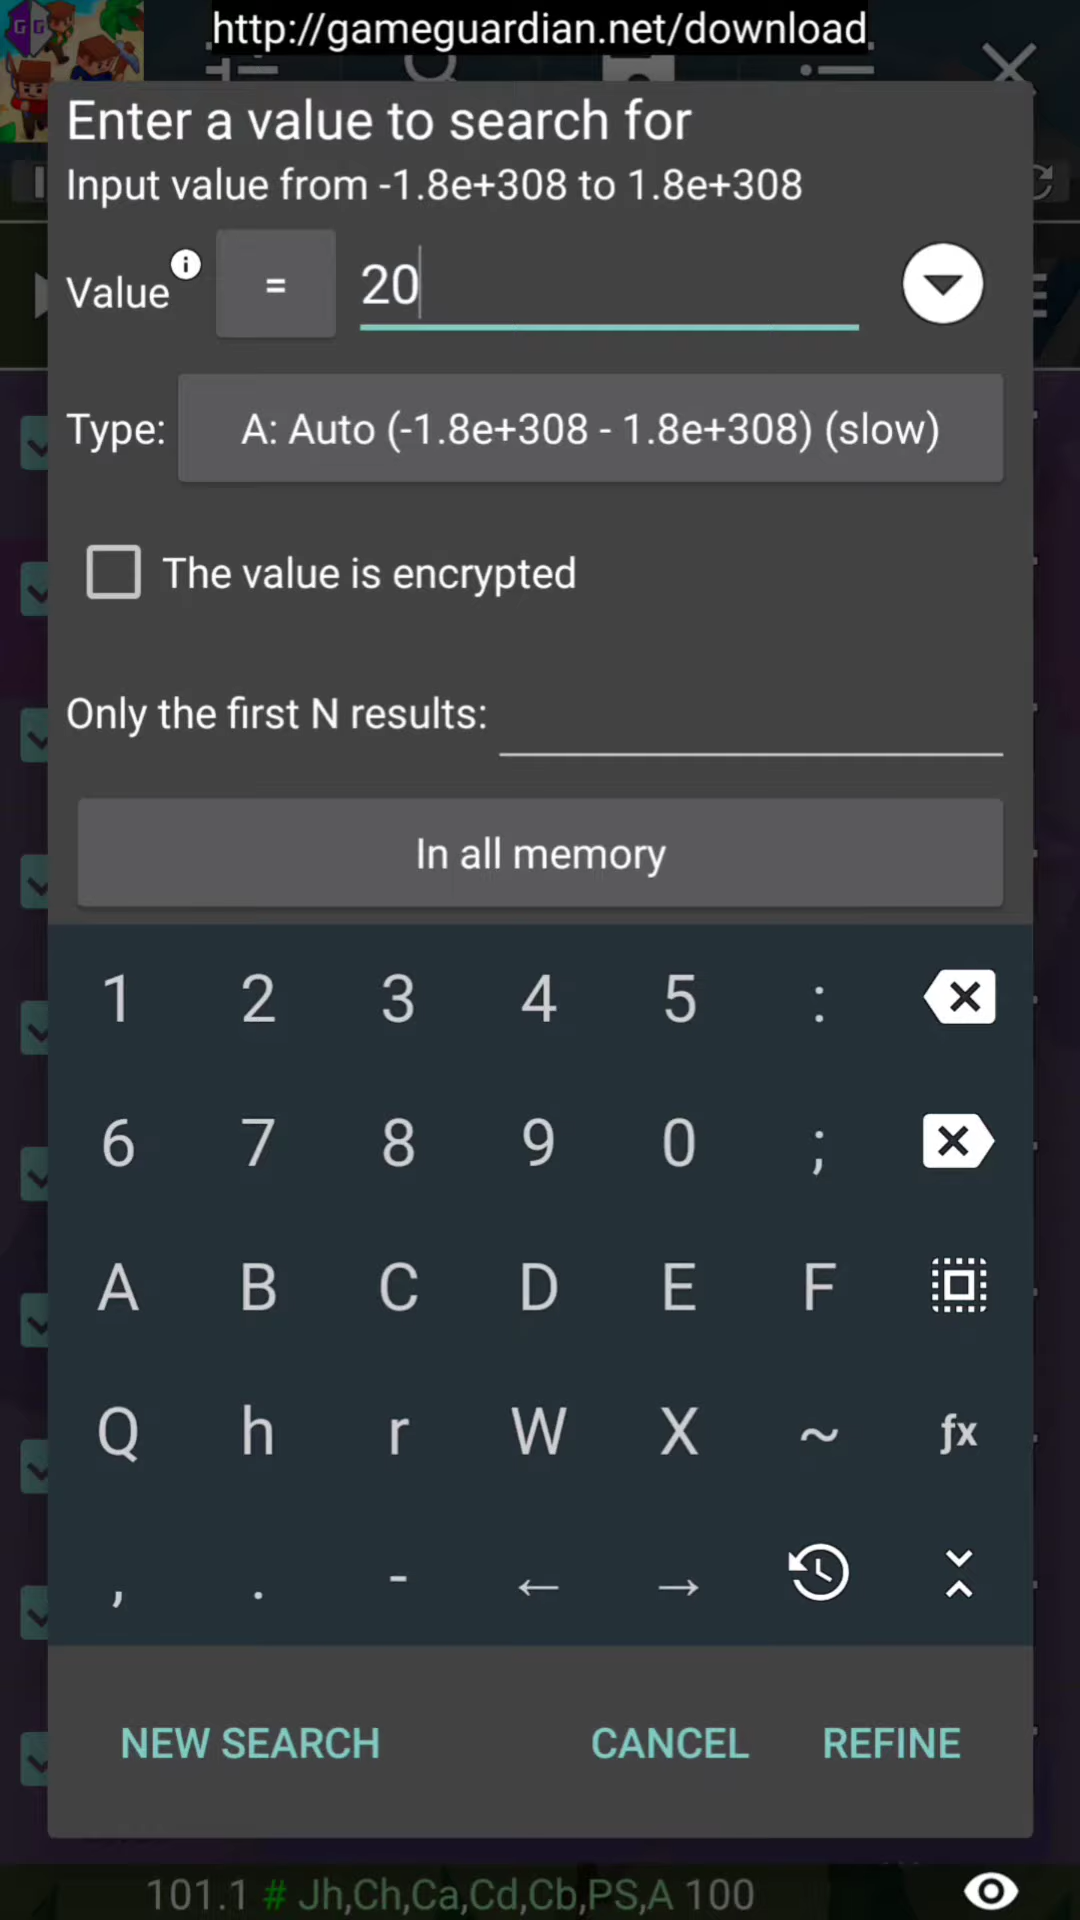 http://gameguardian.net/download
Enter a value to search for
Input value from -1.8e+308 to 1.8e+308
Value i = 20
Type: A: Auto (-1.8e+308 - 1.8e+308) (slow)
The value is encrypted
Only the first N results:
In all memory
1 2 3 4 5 :
6 7 8 9 0 ;
A B C D E F
Q h r W X ~ fx
, . - ← →
NEW SEARCH CANCEL REFINE
101.1 # Jh,Ch,Ca,Cd,Cb,PS,A 100